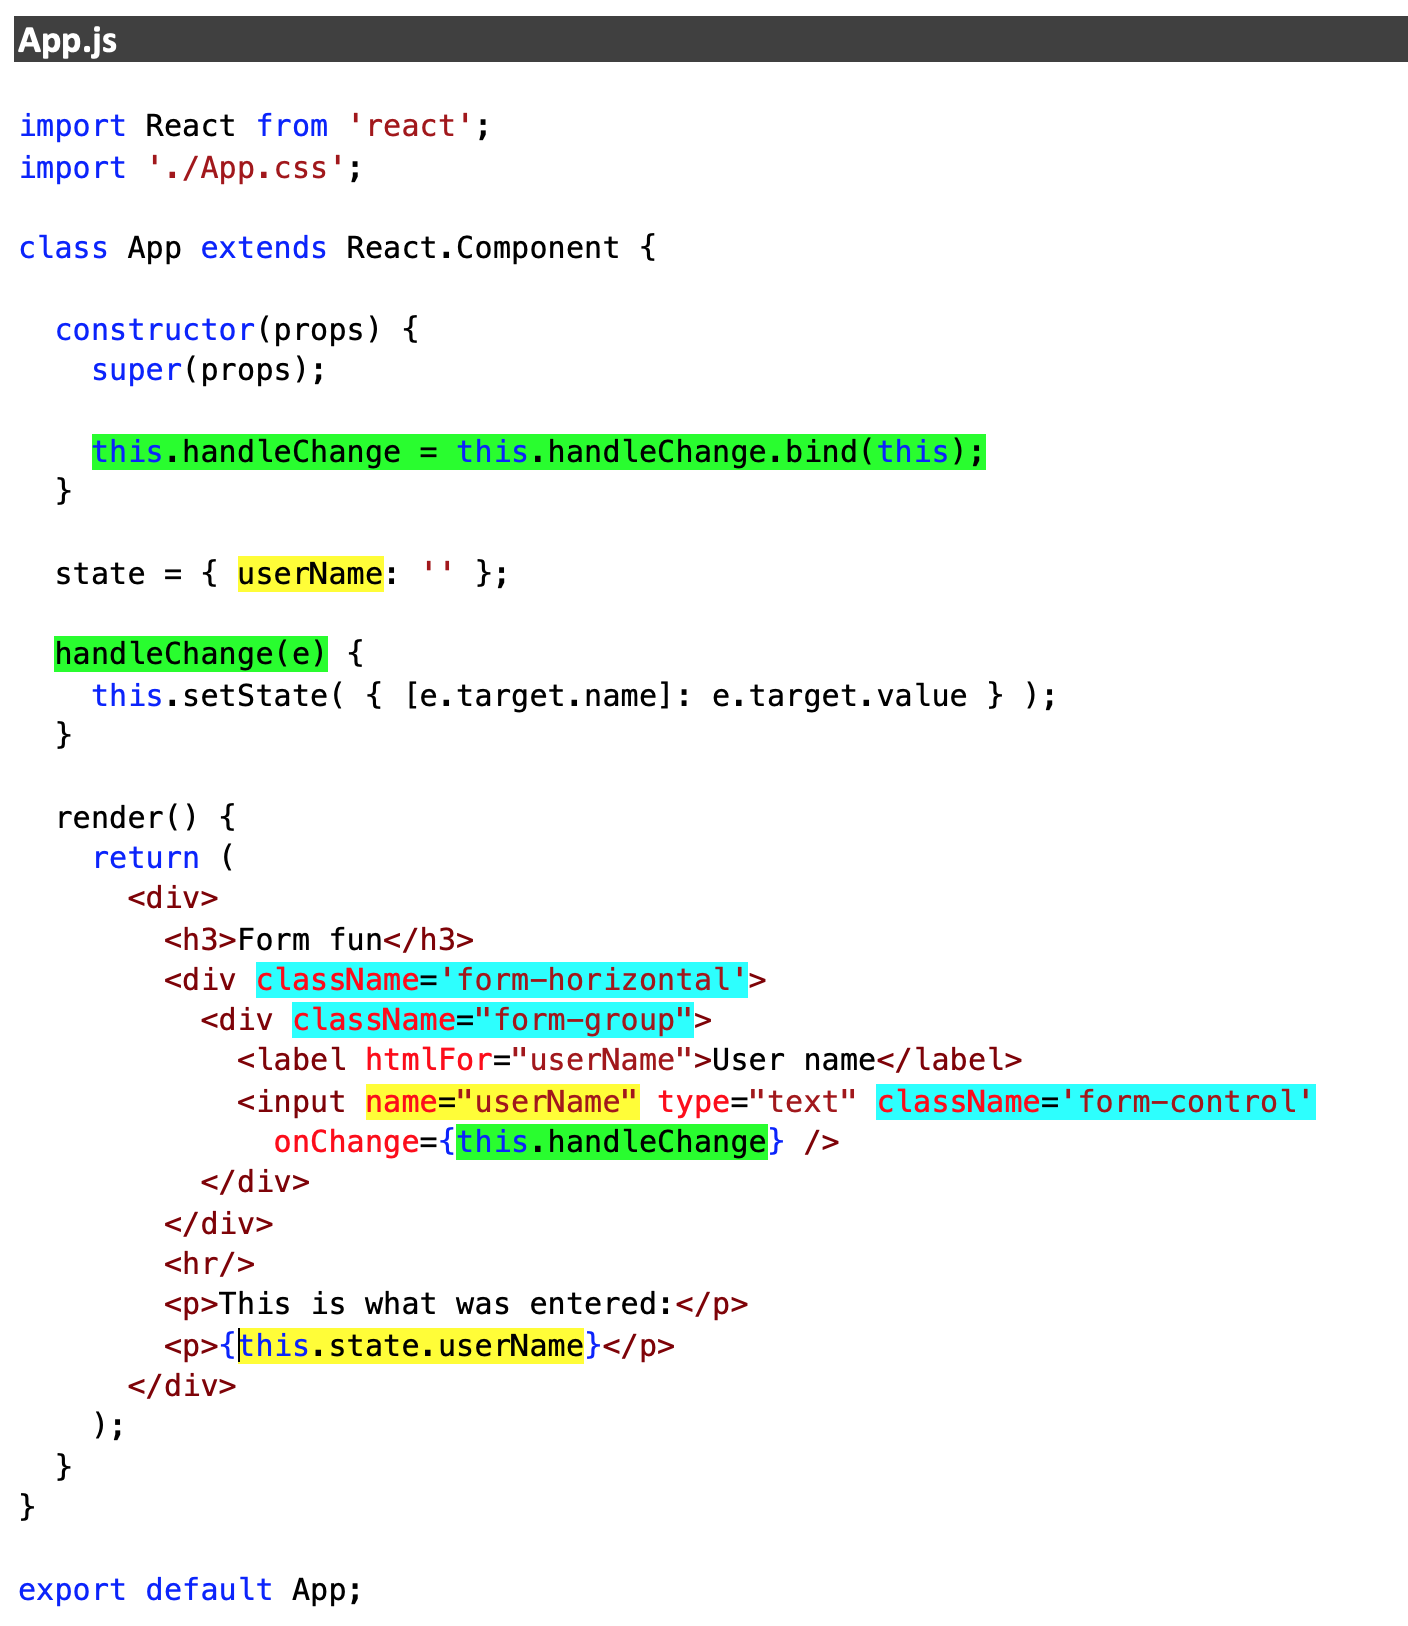 App.js
import React from 'react';
import './App.css';
class App extends React.Component {
constructor(props) {
super(props);
this.handleChange = this.handleChange.bind(this);
}
state = { userName: '' };
handleChange(e) {
this.setState( { [e.target.name]: e.target.value } );
}
render() {
return (
<div>
<h3>Form fun</h3>
<div className='form-horizontal'>
<div className="form-group">
<label htmlFor="userName">User name</label>
<input name="userName" type="text" className='form-control'
onChange={this.handleChange} />
</div>
</div>
<hr/>
<p>This is what was entered:</p>
<p>{this.state.userName}</p>
</div>
);
}
}
export default App;